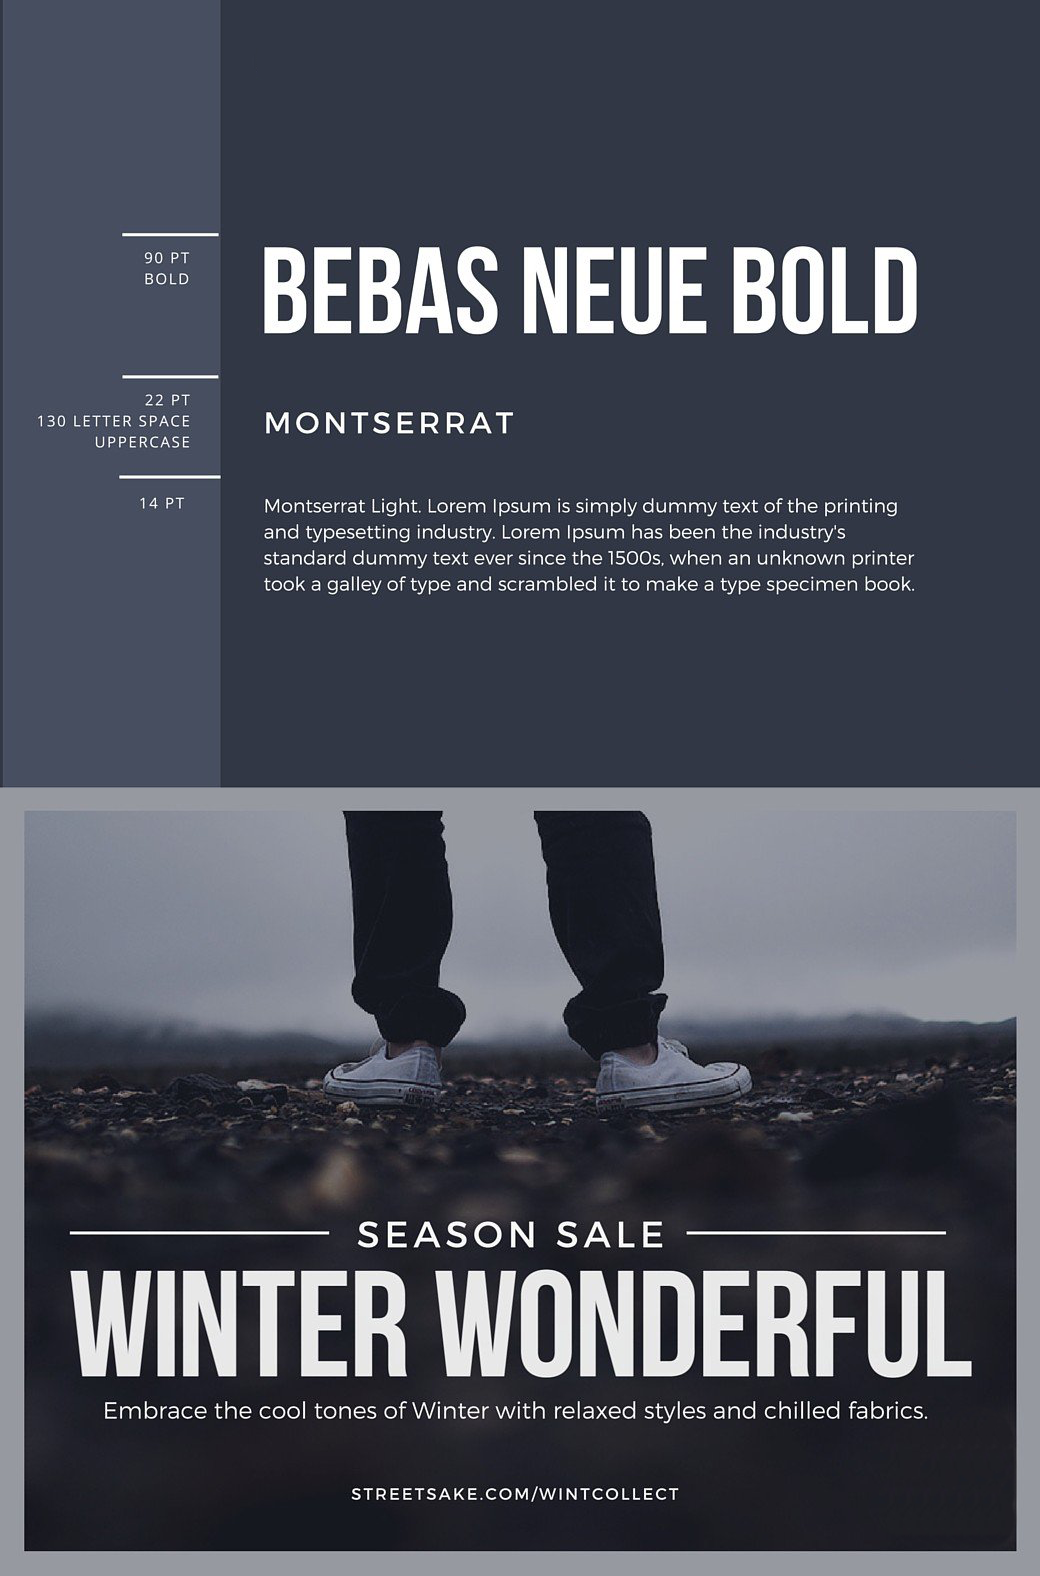 90 PT
BOLD
BEBAS NEUE BOLD
22 PT
130 LETTER SPACE
UPPERCASE
MONTSERRAT
14 PT
Montserrat Light. Lorem Ipsum is simply dummy text of the printing
and typesetting industry. Lorem Ipsum has been the industry's
standard dummy text ever since the 1500s, when an unknown printer
took a galley of type and scrambled it to make a type specimen book.
SEASON SALE
WINTER WONDERFUL
Embrace the cool tones of Winter with relaxed styles and chilled fabrics.
STREETSAKE.COM/WINTCOLLECT